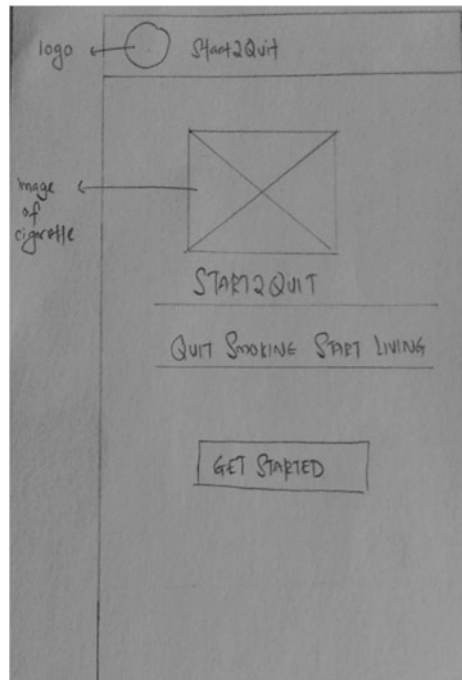 logo
Start2Quit
Image
of
cigarette
START2QUIT
QUIT SMOKING START LIVING
GET STARTED